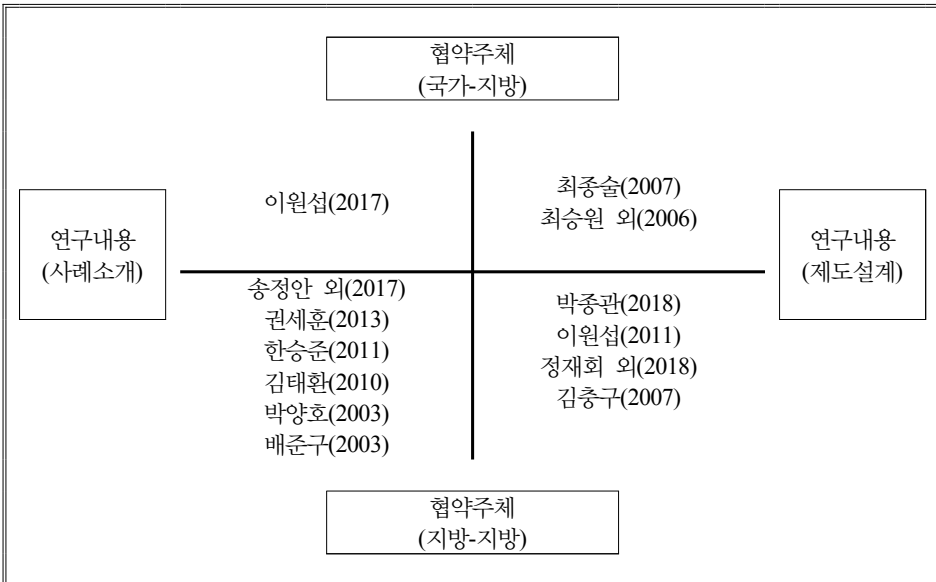 협약주체
(국가-지방)
이원섭(2017)
최종술(2007)
최승원 외(2006)
연구내용
(사례소개)
연구내용
(제도설계)
송정안 외(2017)
권세훈(2013)
한승준(2011)
김태환(2010)
박양호(2003)
배준구(2003)
박종관(2018)
이원섭(2011)
정재회 외(2018)
김충구(2007)
협약주체
(지방-지방)